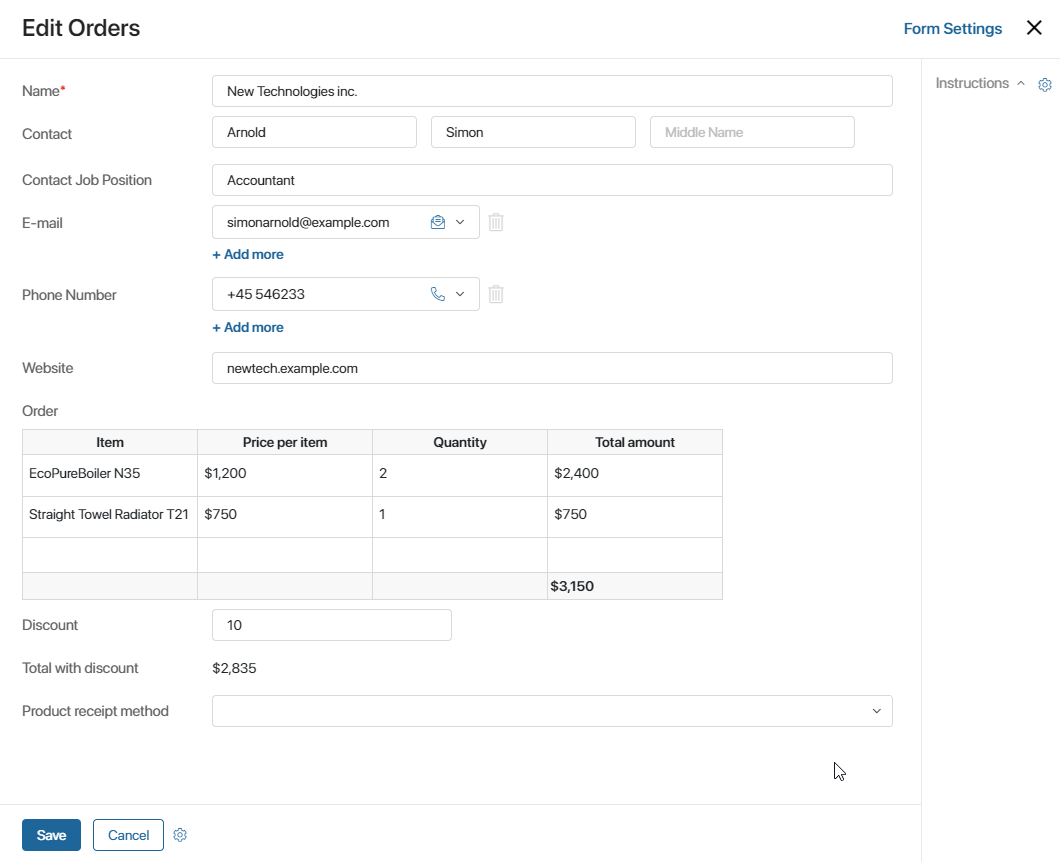 Edit Orders
Form Settings
Instructions
Name*
New Technologies inc.
Contact
Arnold
Simon
Middle Name
Contact Job Position
Accountant
E-mail
simonarnold@example.com
+ Add more
Phone Number
+45 546233
+ Add more
Website
newtech.example.com
Order
Item Price per item Quantity Total amount
EcoPureBoiler N35 $1,200 2 $2,400
Straight Towel Radiator T21 $750 1 $750
$3,150
Discount
10
Total with discount
$2,835
Product receipt method
Save
Cancel